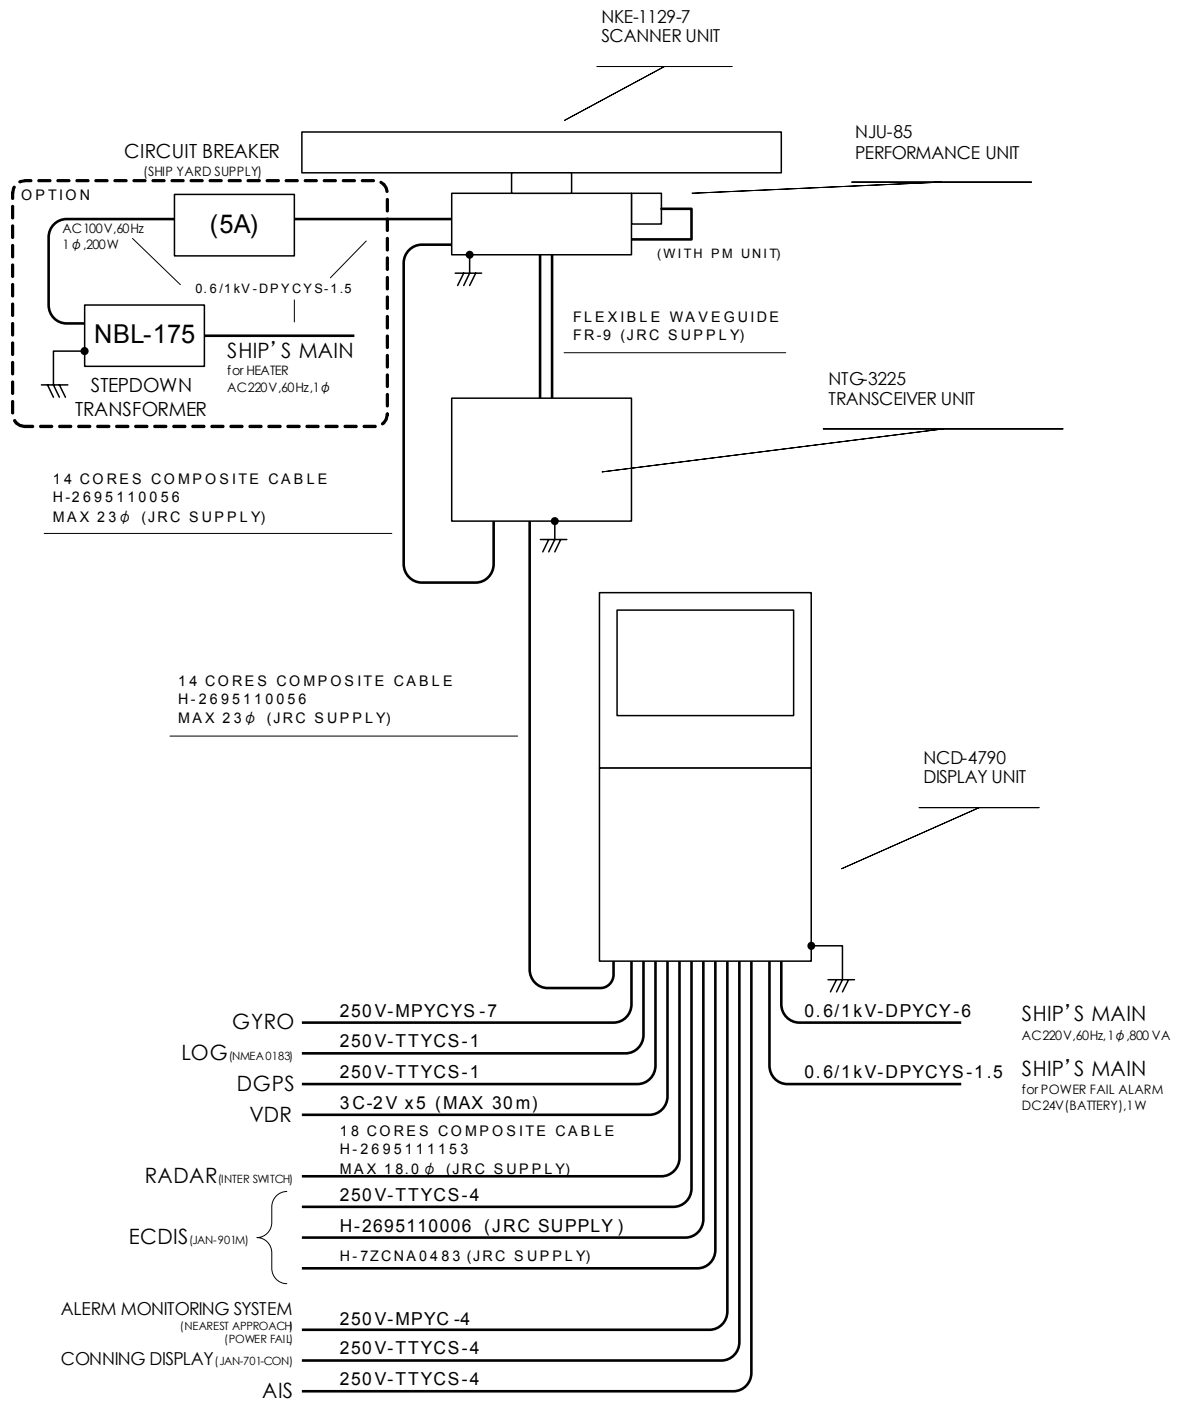 NKE-1129-7
SCANNER UNIT
NJU-85
PERFORMANCE UNIT
CIRCUIT BREAKER
(SHIP YARD SUPPLY)
OPTION
AC100V,60Hz
1φ,200W
(5A)
(WITH PM UNIT)
0.6/1kV-DPYCYS-1.5
FLEXIBLE WAVEGUIDE
FR-9 (JRC SUPPLY)
NBL-175
SHIP'S MAIN
for HEATER
AC220V,60Hz,1φ
STEPDOWN
TRANSFORMER
NTG-3225
TRANSCEIVER UNIT
14 CORES COMPOSITE CABLE
H-2695110056
MAX 23φ (JRC SUPPLY)
14 CORES COMPOSITE CABLE
H-2695110056
MAX 23φ (JRC SUPPLY)
NCD-4790
DISPLAY UNIT
GYRO 250V-MPYCYS-7
LOG(NMEA0183) 250V-TTYCS-1
DGPS 250V-TTYCS-1
VDR 3C-2V x5 (MAX 30m)
18 CORES COMPOSITE CABLE
H-2695111153
RADAR(INTER SWITCH) MAX 18.0φ (JRC SUPPLY)
250V-TTYCS-4
ECDIS(JAN-901M) H-2695110006 (JRC SUPPLY)
H-7ZCNA0483 (JRC SUPPLY)
ALERM MONITORING SYSTEM
(NEAREST APPROACH)
(POWER FAIL)
250V-MPYC-4
CONNING DISPLAY(JAN-701-CON) 250V-TTYCS-4
AIS 250V-TTYCS-4
0.6/1kV-DPYCY-6 SHIP'S MAIN
AC220V,60Hz,1φ,800VA
0.6/1kV-DPYCYS-1.5 SHIP'S MAIN
for POWER FAIL ALARM
DC24V(BATTERY),1W